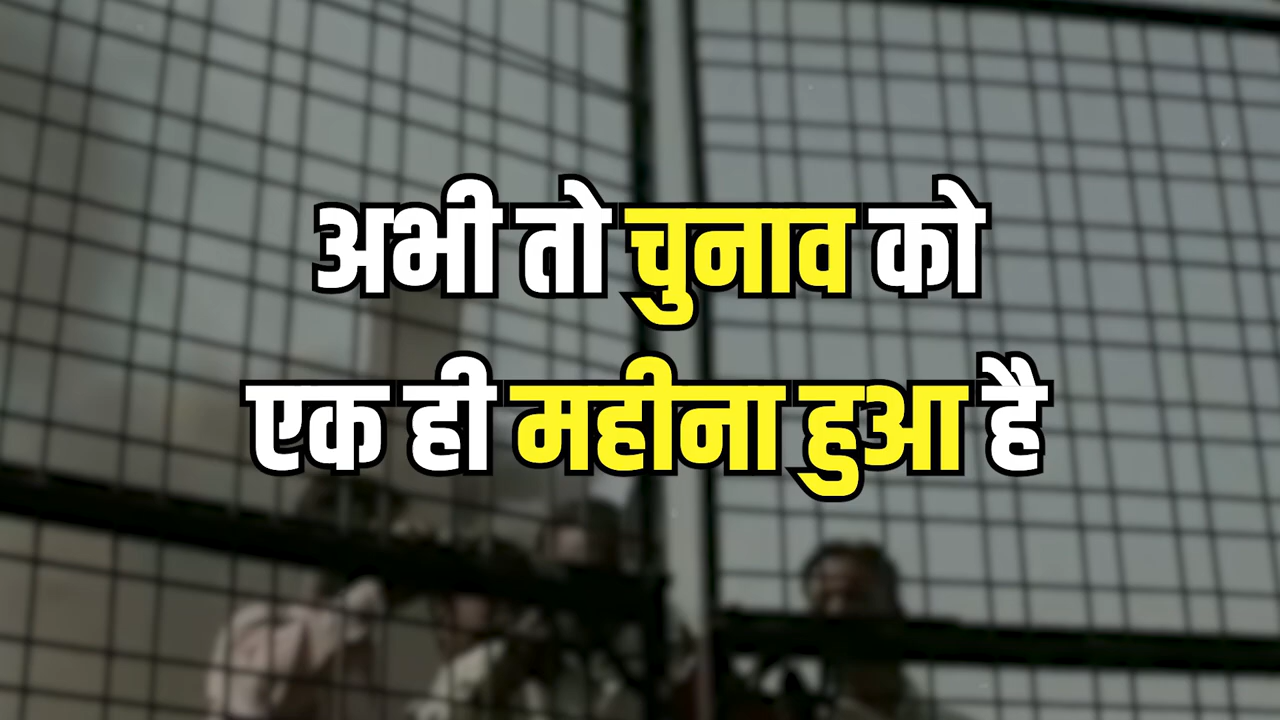 अभी तो चुनाव को
एक ही महीना हुआ है